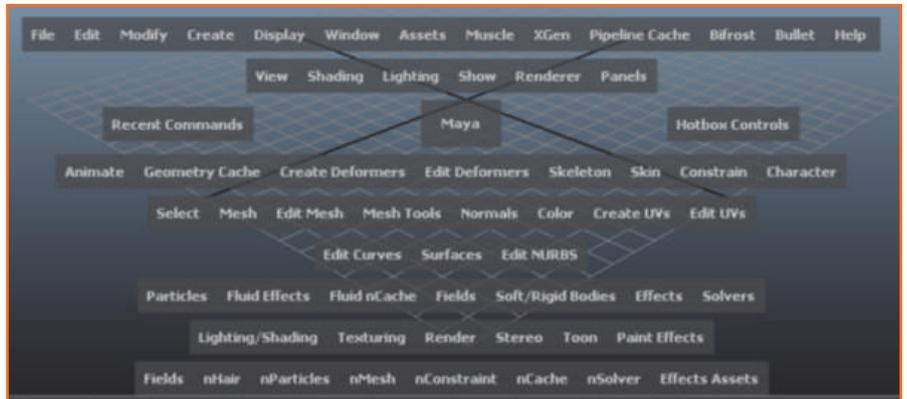 File Edit Modify Create Display Window Assets Muscle XGen Pipeline Cache Bifrost Bullet Help
View Shading Lighting Show Renderer Panels
Recent Commands Maya Hotbox Controls
Animate Geometry Cache Create Deformers Edit Deformers Skeleton Skin Constrain Character
Select Mesh Edit Mesh Mesh Tools Normals Color Create UVs Edit UVs
Edit Curves Surfaces Edit NURBS
Particles Fluid Effects Fluid nCache Fields Soft/Rigid Bodies Effects Solvers
Lighting/Shading Texturing Render Stereo Toon Paint Effects
Fields nHair nParticles nMesh nConstraint nCache nSolver Effects Assets